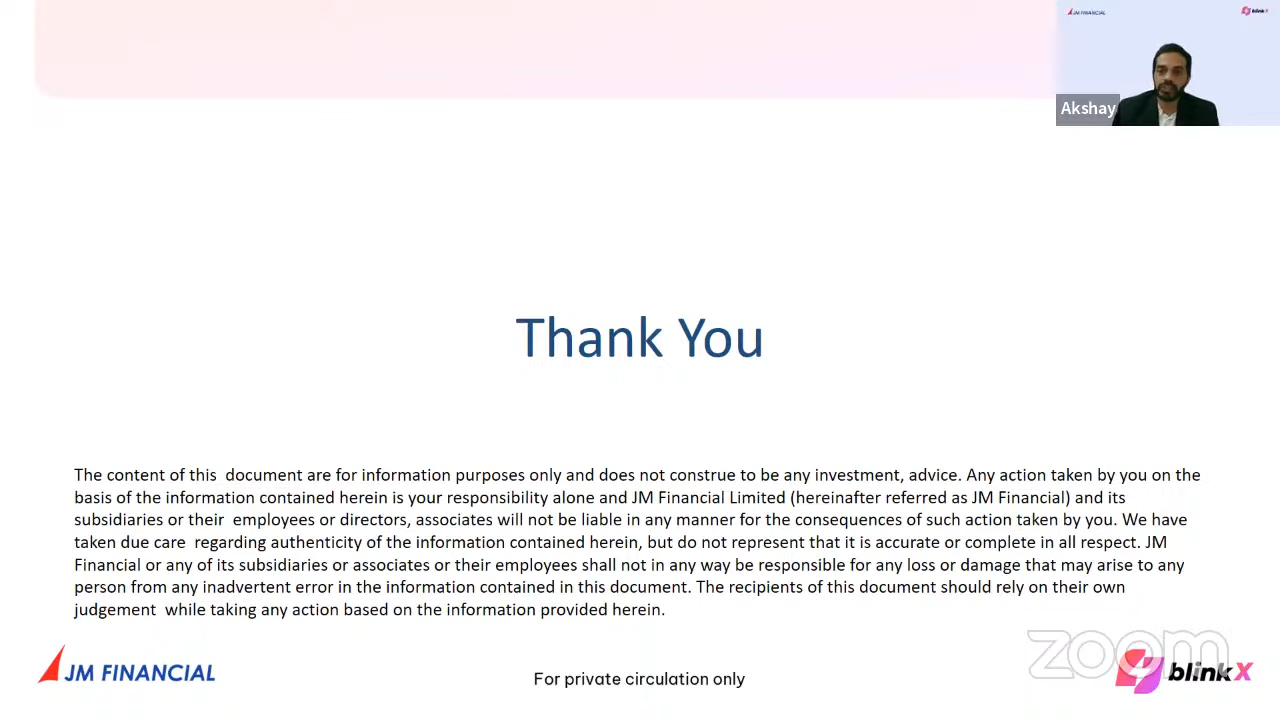 JM FINANCIAL
blinkX
Akshay
Thank You
The content of this document are for information purposes only and does not construe to be any investment, advice. Any action taken by you on the
basis of the information contained herein is your responsibility alone and JM Financial Limited (hereinafter referred as JM Financial) and its
subsidiaries or their employees or directors, associates will not be liable in any manner for the consequences of such action taken by you. We have
taken due care regarding authenticity of the information contained herein, but do not represent that it is accurate or complete in all respect. JM
Financial or any of its subsidiaries or associates or their employees shall not in any way be responsible for any loss or damage that may arise to any
person from any inadvertent error in the information contained in this document. The recipients of this document should rely on their own
judgement while taking any action based on the information provided herein.
JM FINANCIAL
For private circulation only
zoom
blinkX